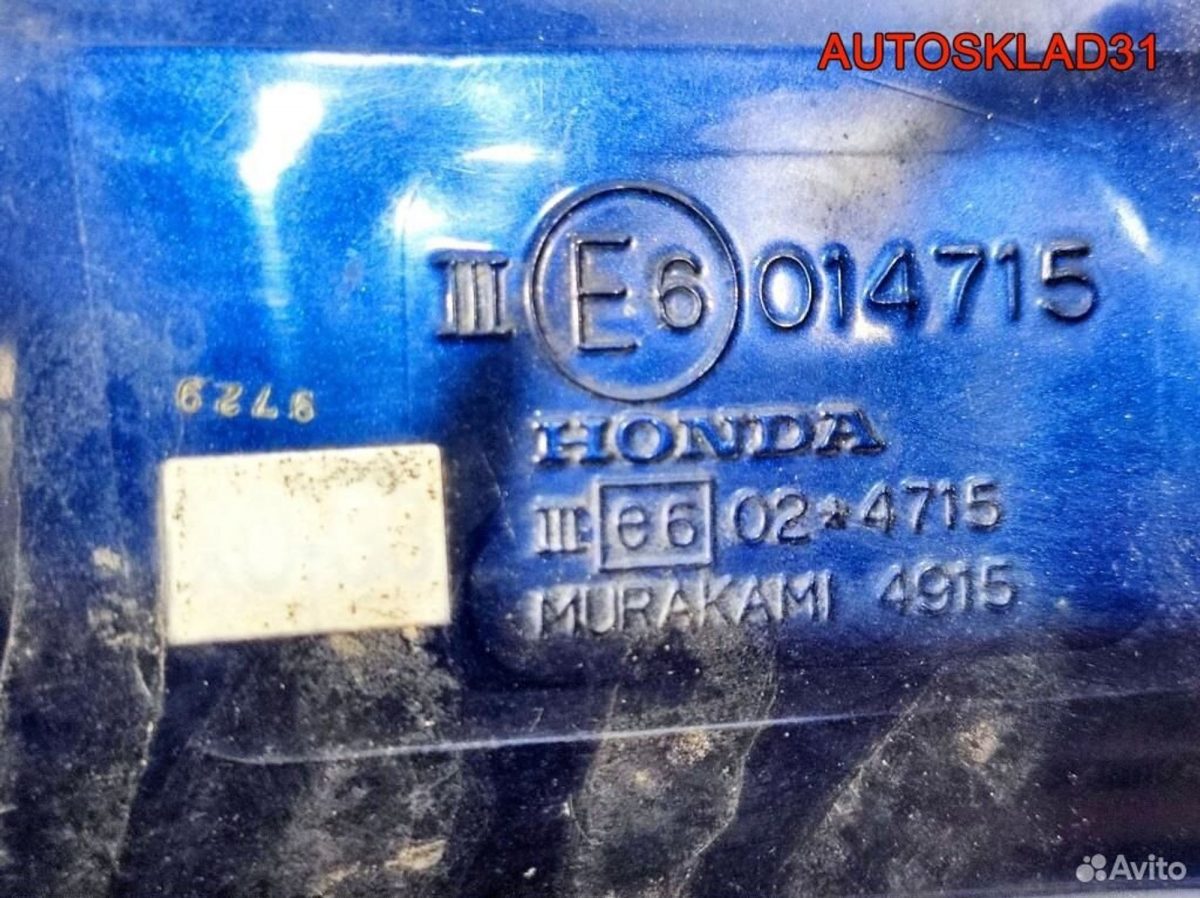 AUTOSKLAD31
III E6 014715
9729
HONDA
III e6 02*4715
MURAKAMI 4915
Avito